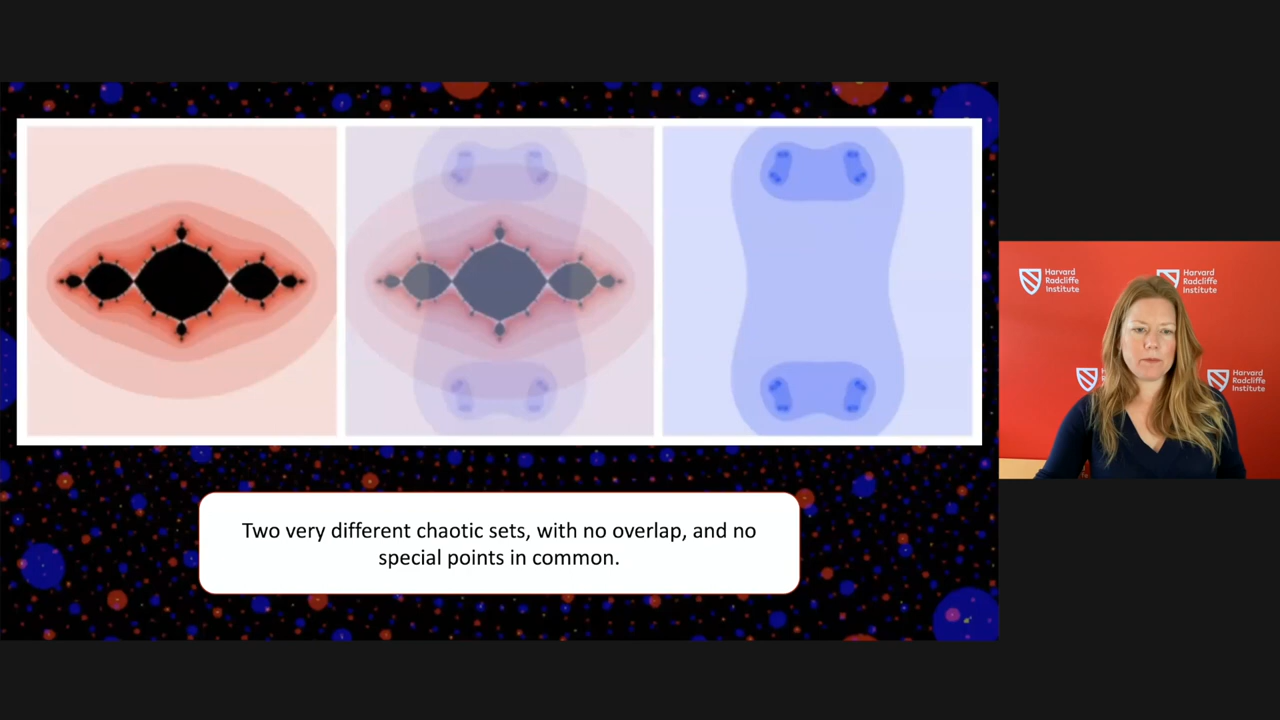 Two very different chaotic sets, with no overlap, and no
special points in common.
Harvard
Radcliffe
Institute
Harvard
Radcliffe
Institute
Harvard
Radcliffe
Institute